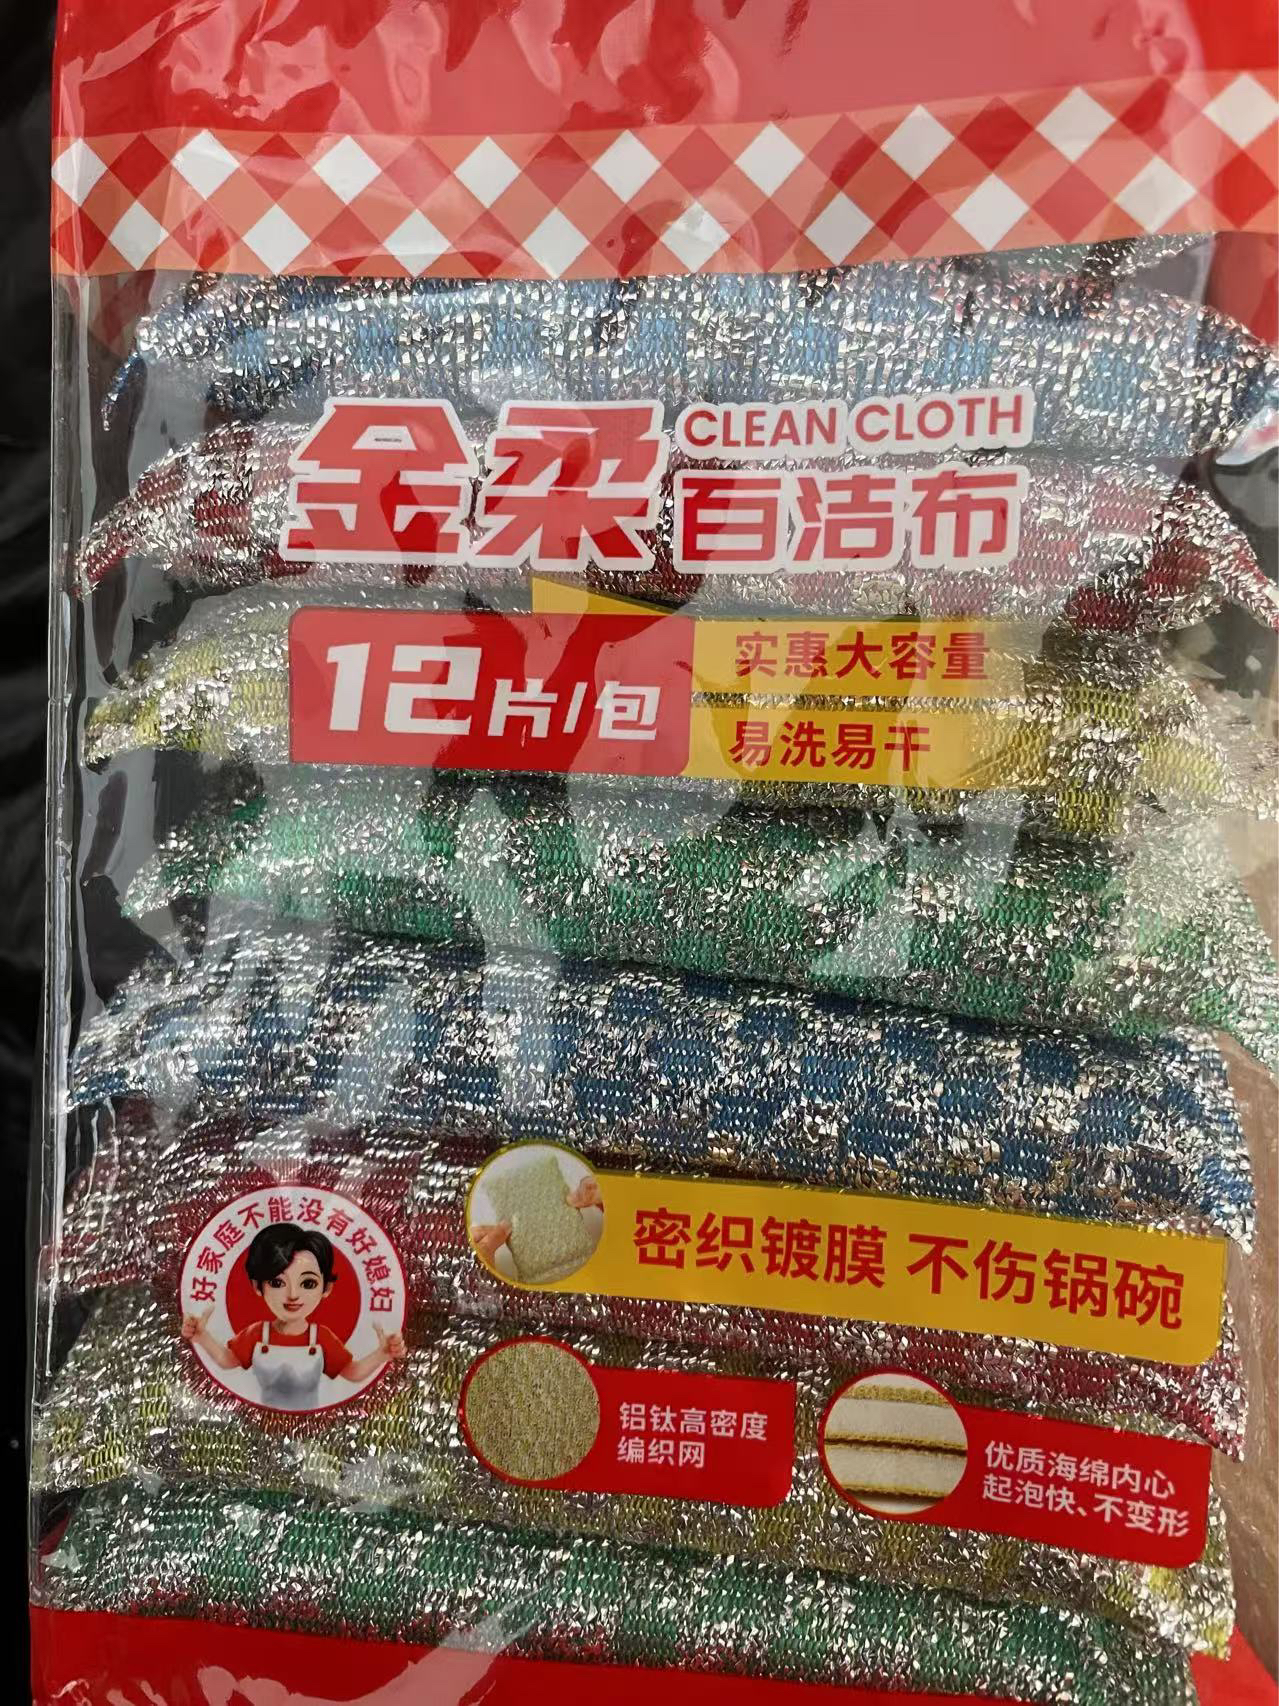 金柔
CLEAN CLOTH
百洁布
12片/包
实惠大容量
易洗易干
好家庭不能没有好媳妇
密织镀膜 不伤锅碗
铝钛高密度
编织网
优质海绵内心
起泡快、不变形